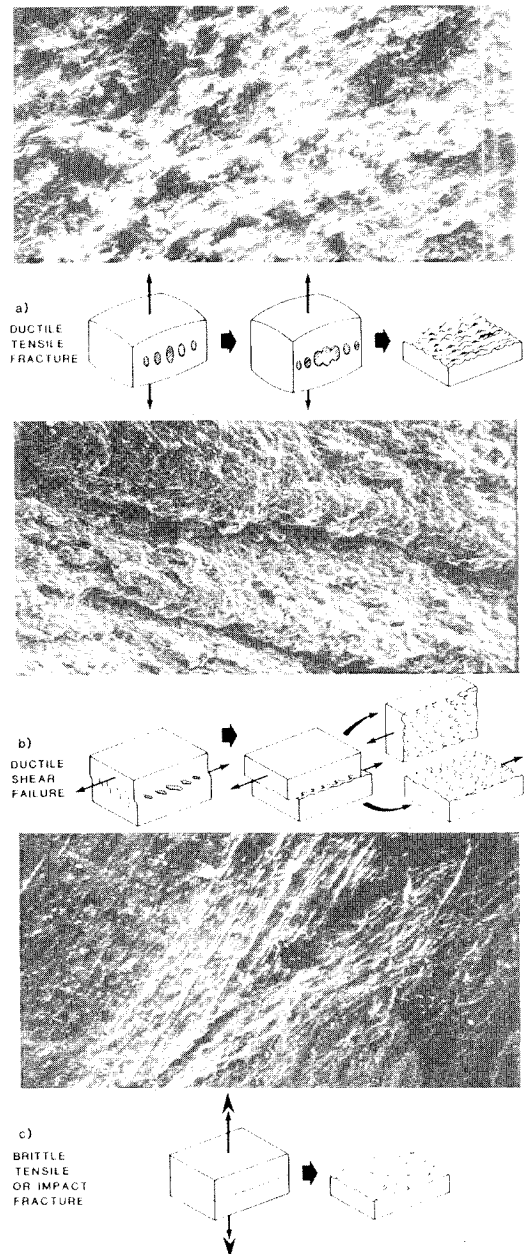 a)
DUCTILE
TENSILE
FRACTURE
b)
DUCTILE
SHEAR
FAILURE
c)
BRITTLE
TENSILE
OR IMPACT
FRACTURE